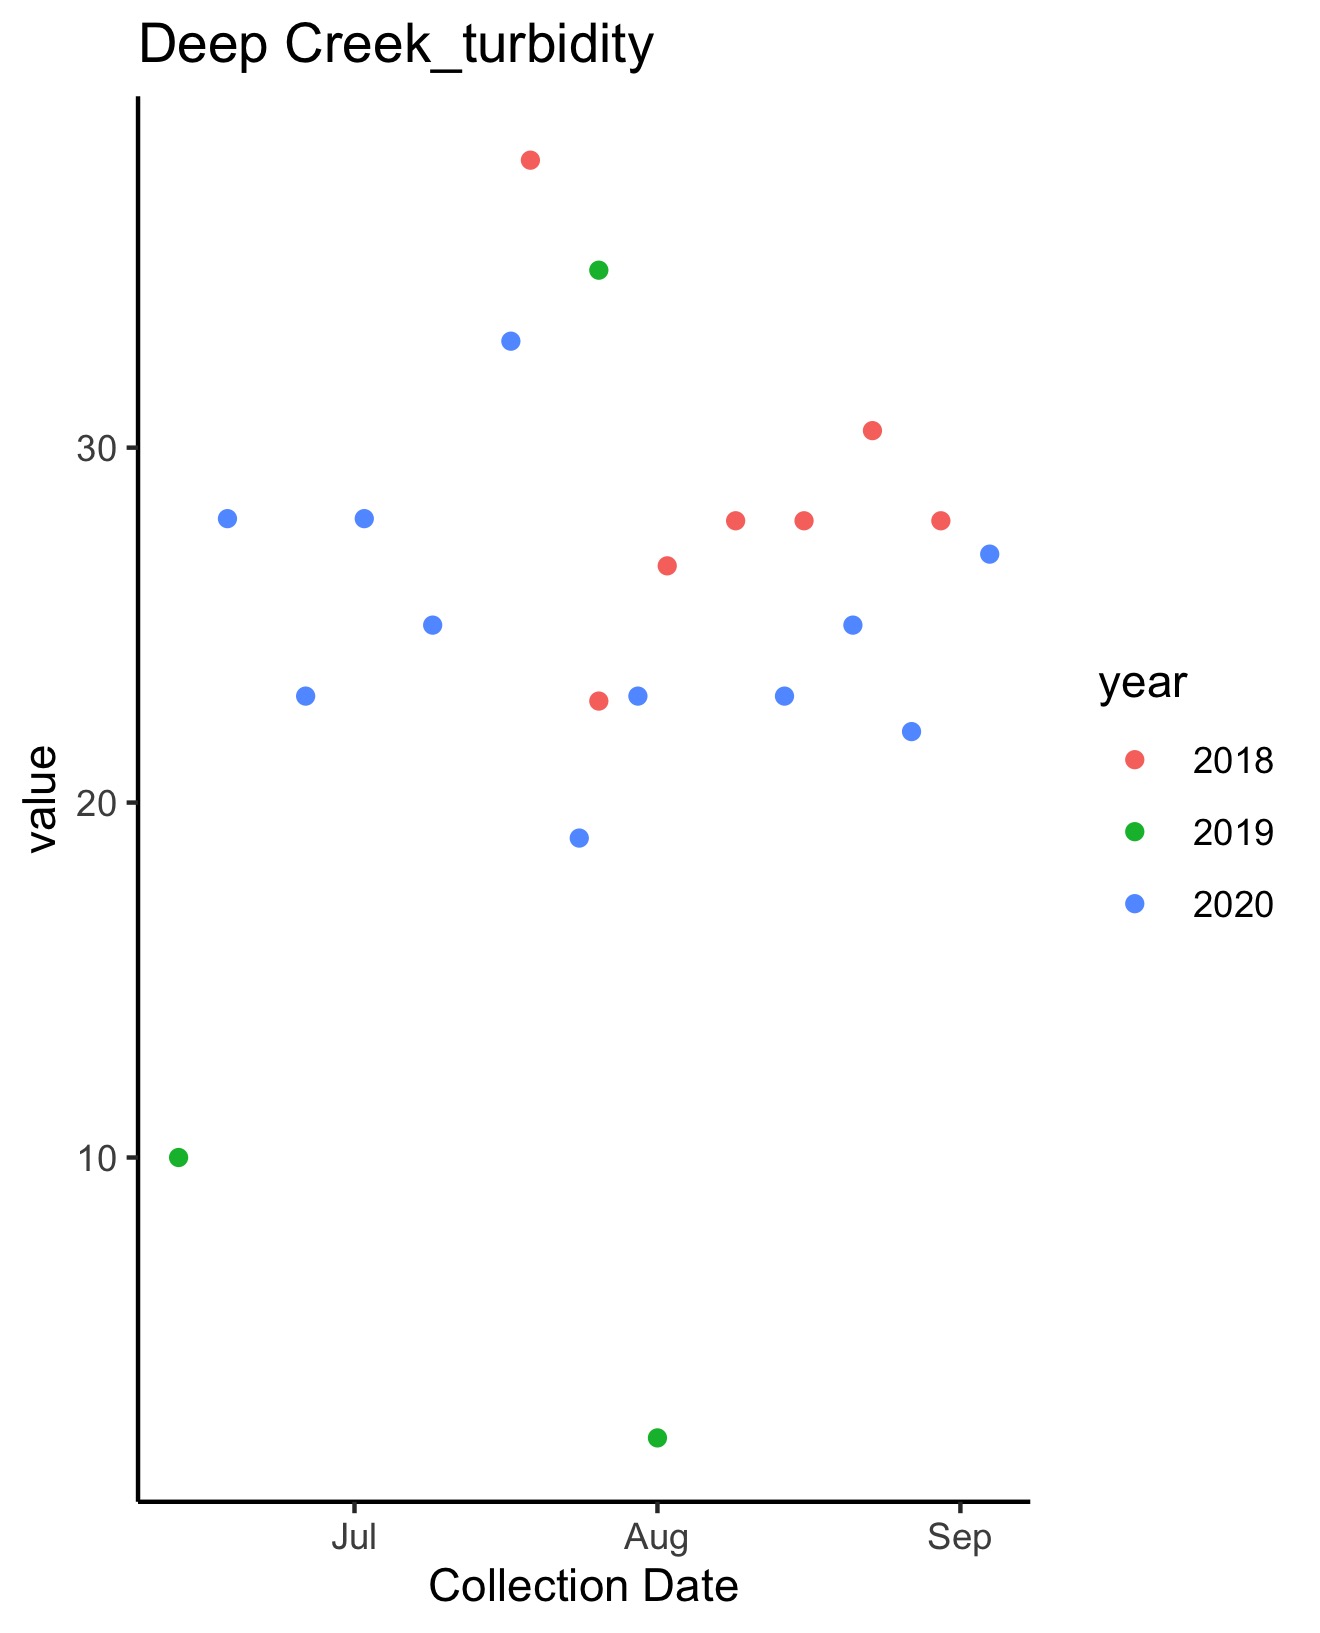 Deep Creek_turbidity
30
20
10
value
Jul
Aug
Sep
Collection Date
year
2018
2019
2020